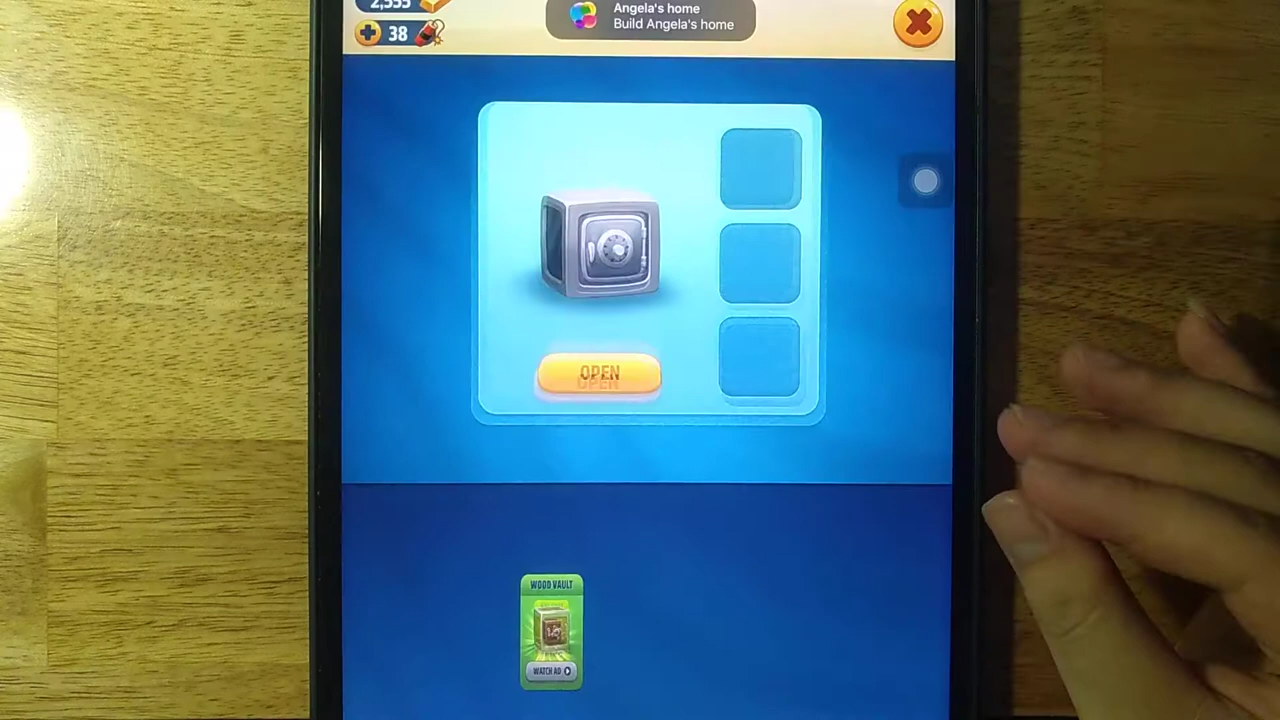 2,555
38
Angela's home
Build Angela's home
OPEN
WOOD VAULT
WATCH AD